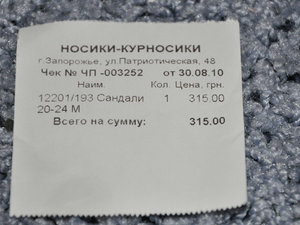 НОСИКИ-КУРНОСИКИ
г.Запорожье, ул.Патриотическая, 48
Чек № ЧП -003252 от 30.08.10
Наим. Кол. Цена, грн.
12201/193 Сандали 1 315.00
20-24 М
Всего на сумму: 315.00